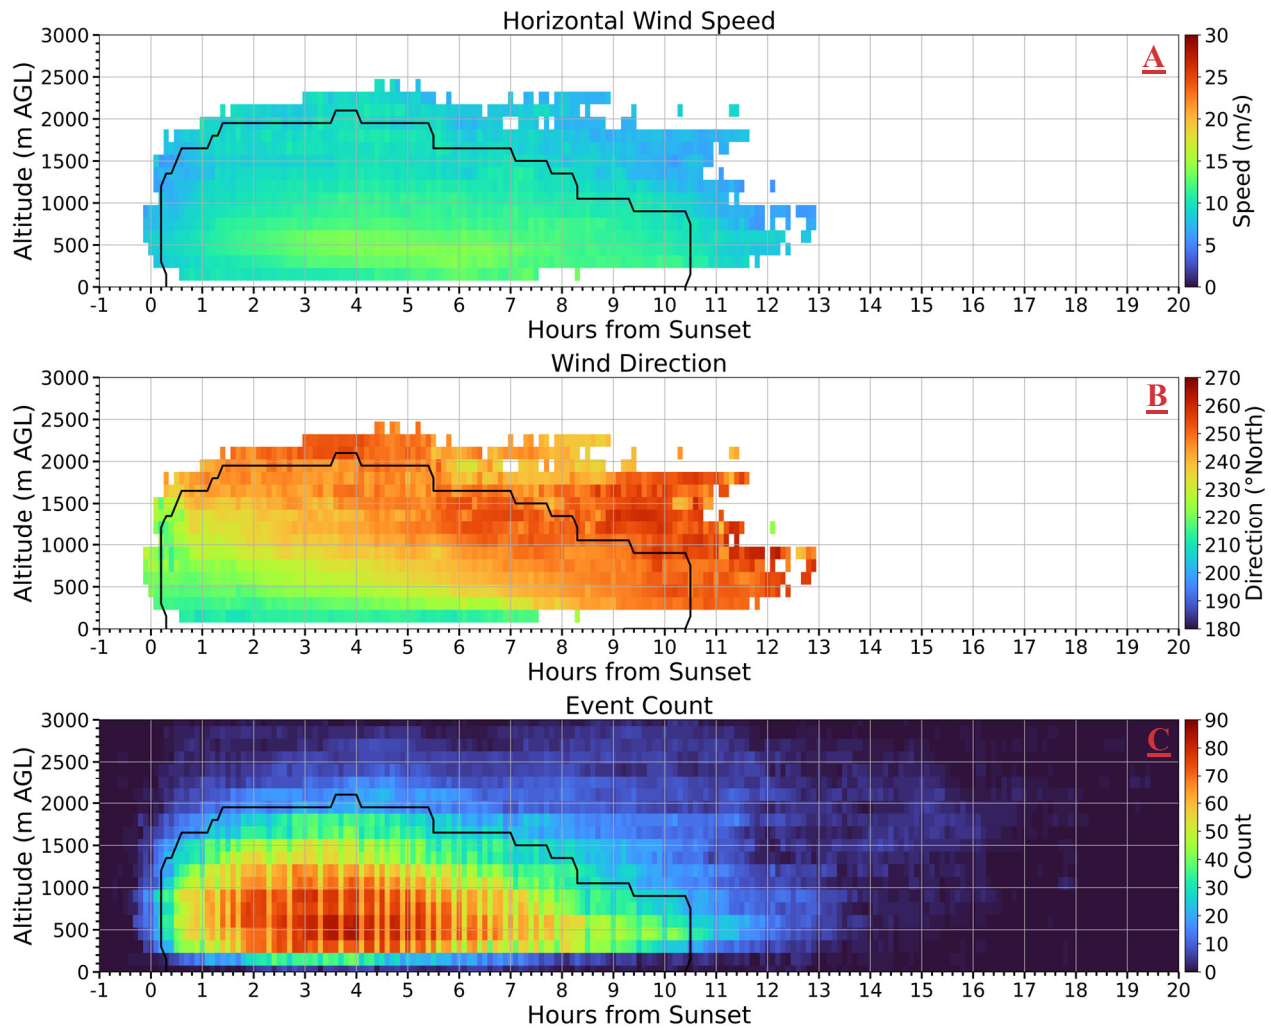 Horizontal Wind Speed
A
3000
2500
2000
1500
1000
500
0
Altitude (m AGL)
-1 0 1 2 3 4 5 6 7 8 9 10 11 12 13 14 15 16 17 18 19 20
Hours from Sunset
30
25
20
15
10
5
0
Speed (m/s)
Wind Direction
B
3000
2500
2000
1500
1000
500
0
Altitude (m AGL)
-1 0 1 2 3 4 5 6 7 8 9 10 11 12 13 14 15 16 17 18 19 20
Hours from Sunset
270
260
250
240
230
220
210
200
190
180
Direction (°North)
Event Count
C
3000
2500
2000
1500
1000
500
0
Altitude (m AGL)
-1 0 1 2 3 4 5 6 7 8 9 10 11 12 13 14 15 16 17 18 19 20
Hours from Sunset
90
80
70
60
50
40
30
20
10
0
Count